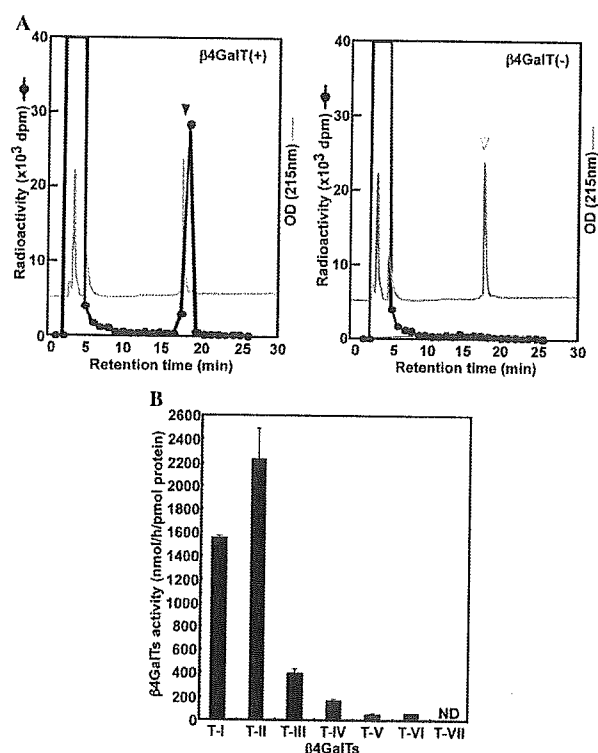 A
β4GalT(+)
Radioactivity (x10³ dpm)
OD (215nm)
40
30
20
10
0
0 5 10 15 20 25 30
Retention time (min)
β4GalT(-)
Radioactivity (x10³ dpm)
OD (215nm)
40
30
20
10
0
0 5 10 15 20 25 30
Retention time (min)
B
β4GalTs activity (nmol/h/pmol protein)
2600
2400
2200
2000
1800
1600
1400
1200
1000
800
600
400
200
0
ND
T-I T-II T-III T-IV T-V T-VI T-VII
β4GalTs